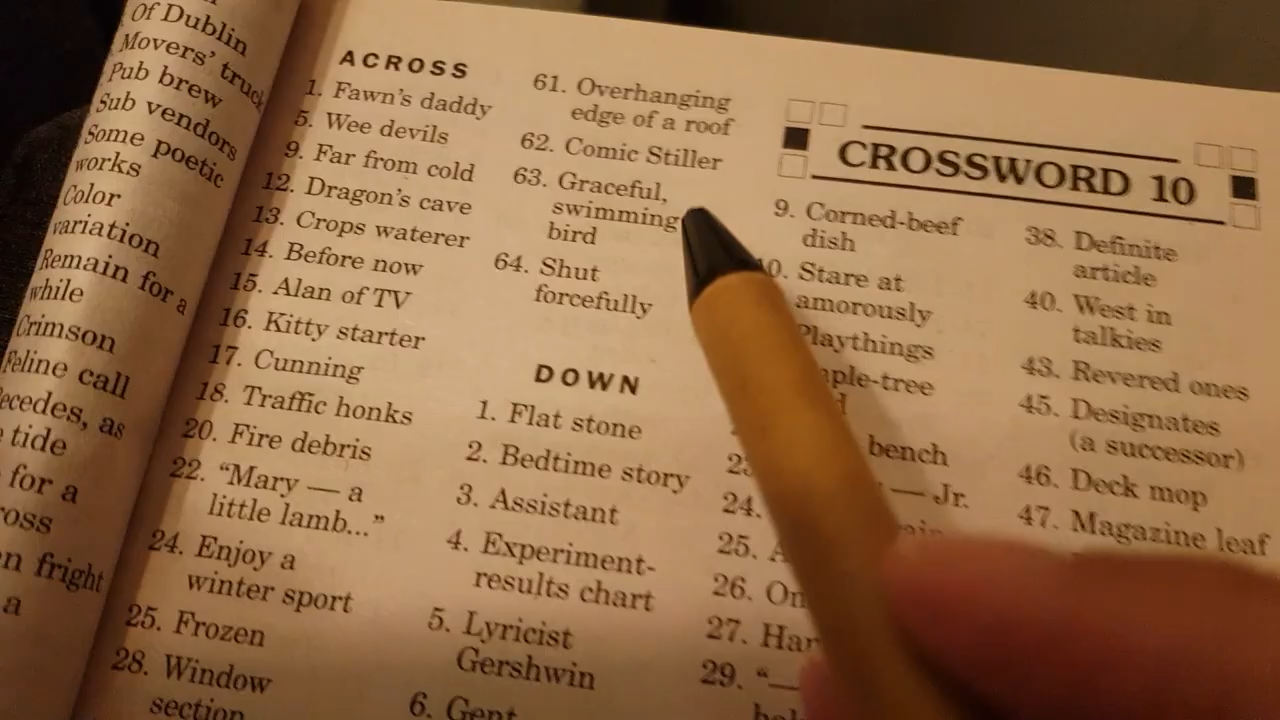 Of Dublin
Movers' truck
Pub brew
Sub vendors
Some poetic
works
Color
variation
Remain for a
while
Crimson
Feline call
tide
for a
fright
a
ACROSS
1. Fawn's daddy
5. Wee devils
9. Far from cold
12. Dragon's cave
13. Crops waterer
14. Before now
15. Alan of TV
16. Kitty starter
17. Cunning
18. Traffic honks
20. Fire debris
22. "Mary — a
little lamb..."
24. Enjoy a
winter sport
25. Frozen
28. Window
section
61. Overhanging
edge of a roof
62. Comic Stiller
63. Graceful,
swimming
bird
64. Shut
forcefully
DOWN
1. Flat stone
2. Bedtime story
3. Assistant
4. Experiment-
results chart
5. Lyricist
Gershwin
6. Gent
CROSSWORD 10
9. Corned-beef
dish
10. Stare at
amorously
Playthings
bench
24. — Jr.
25.
26.
27.
29. "—
38. Definite
article
40. West in
talkies
43. Revered ones
45. Designates
(a successor)
46. Deck mop
47. Magazine leaf